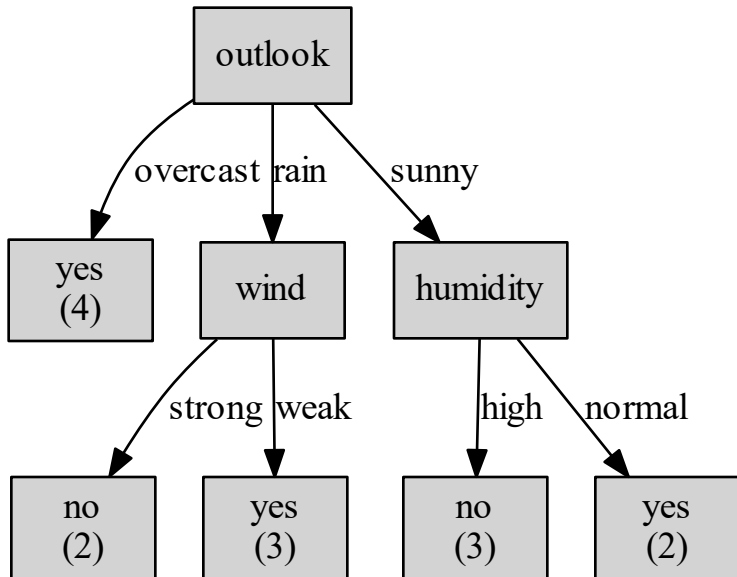 outlook
overcast
rain
sunny
yes
(4)
wind
humidity
strong
weak
high
normal
no
(2)
yes
(3)
no
(3)
yes
(2)